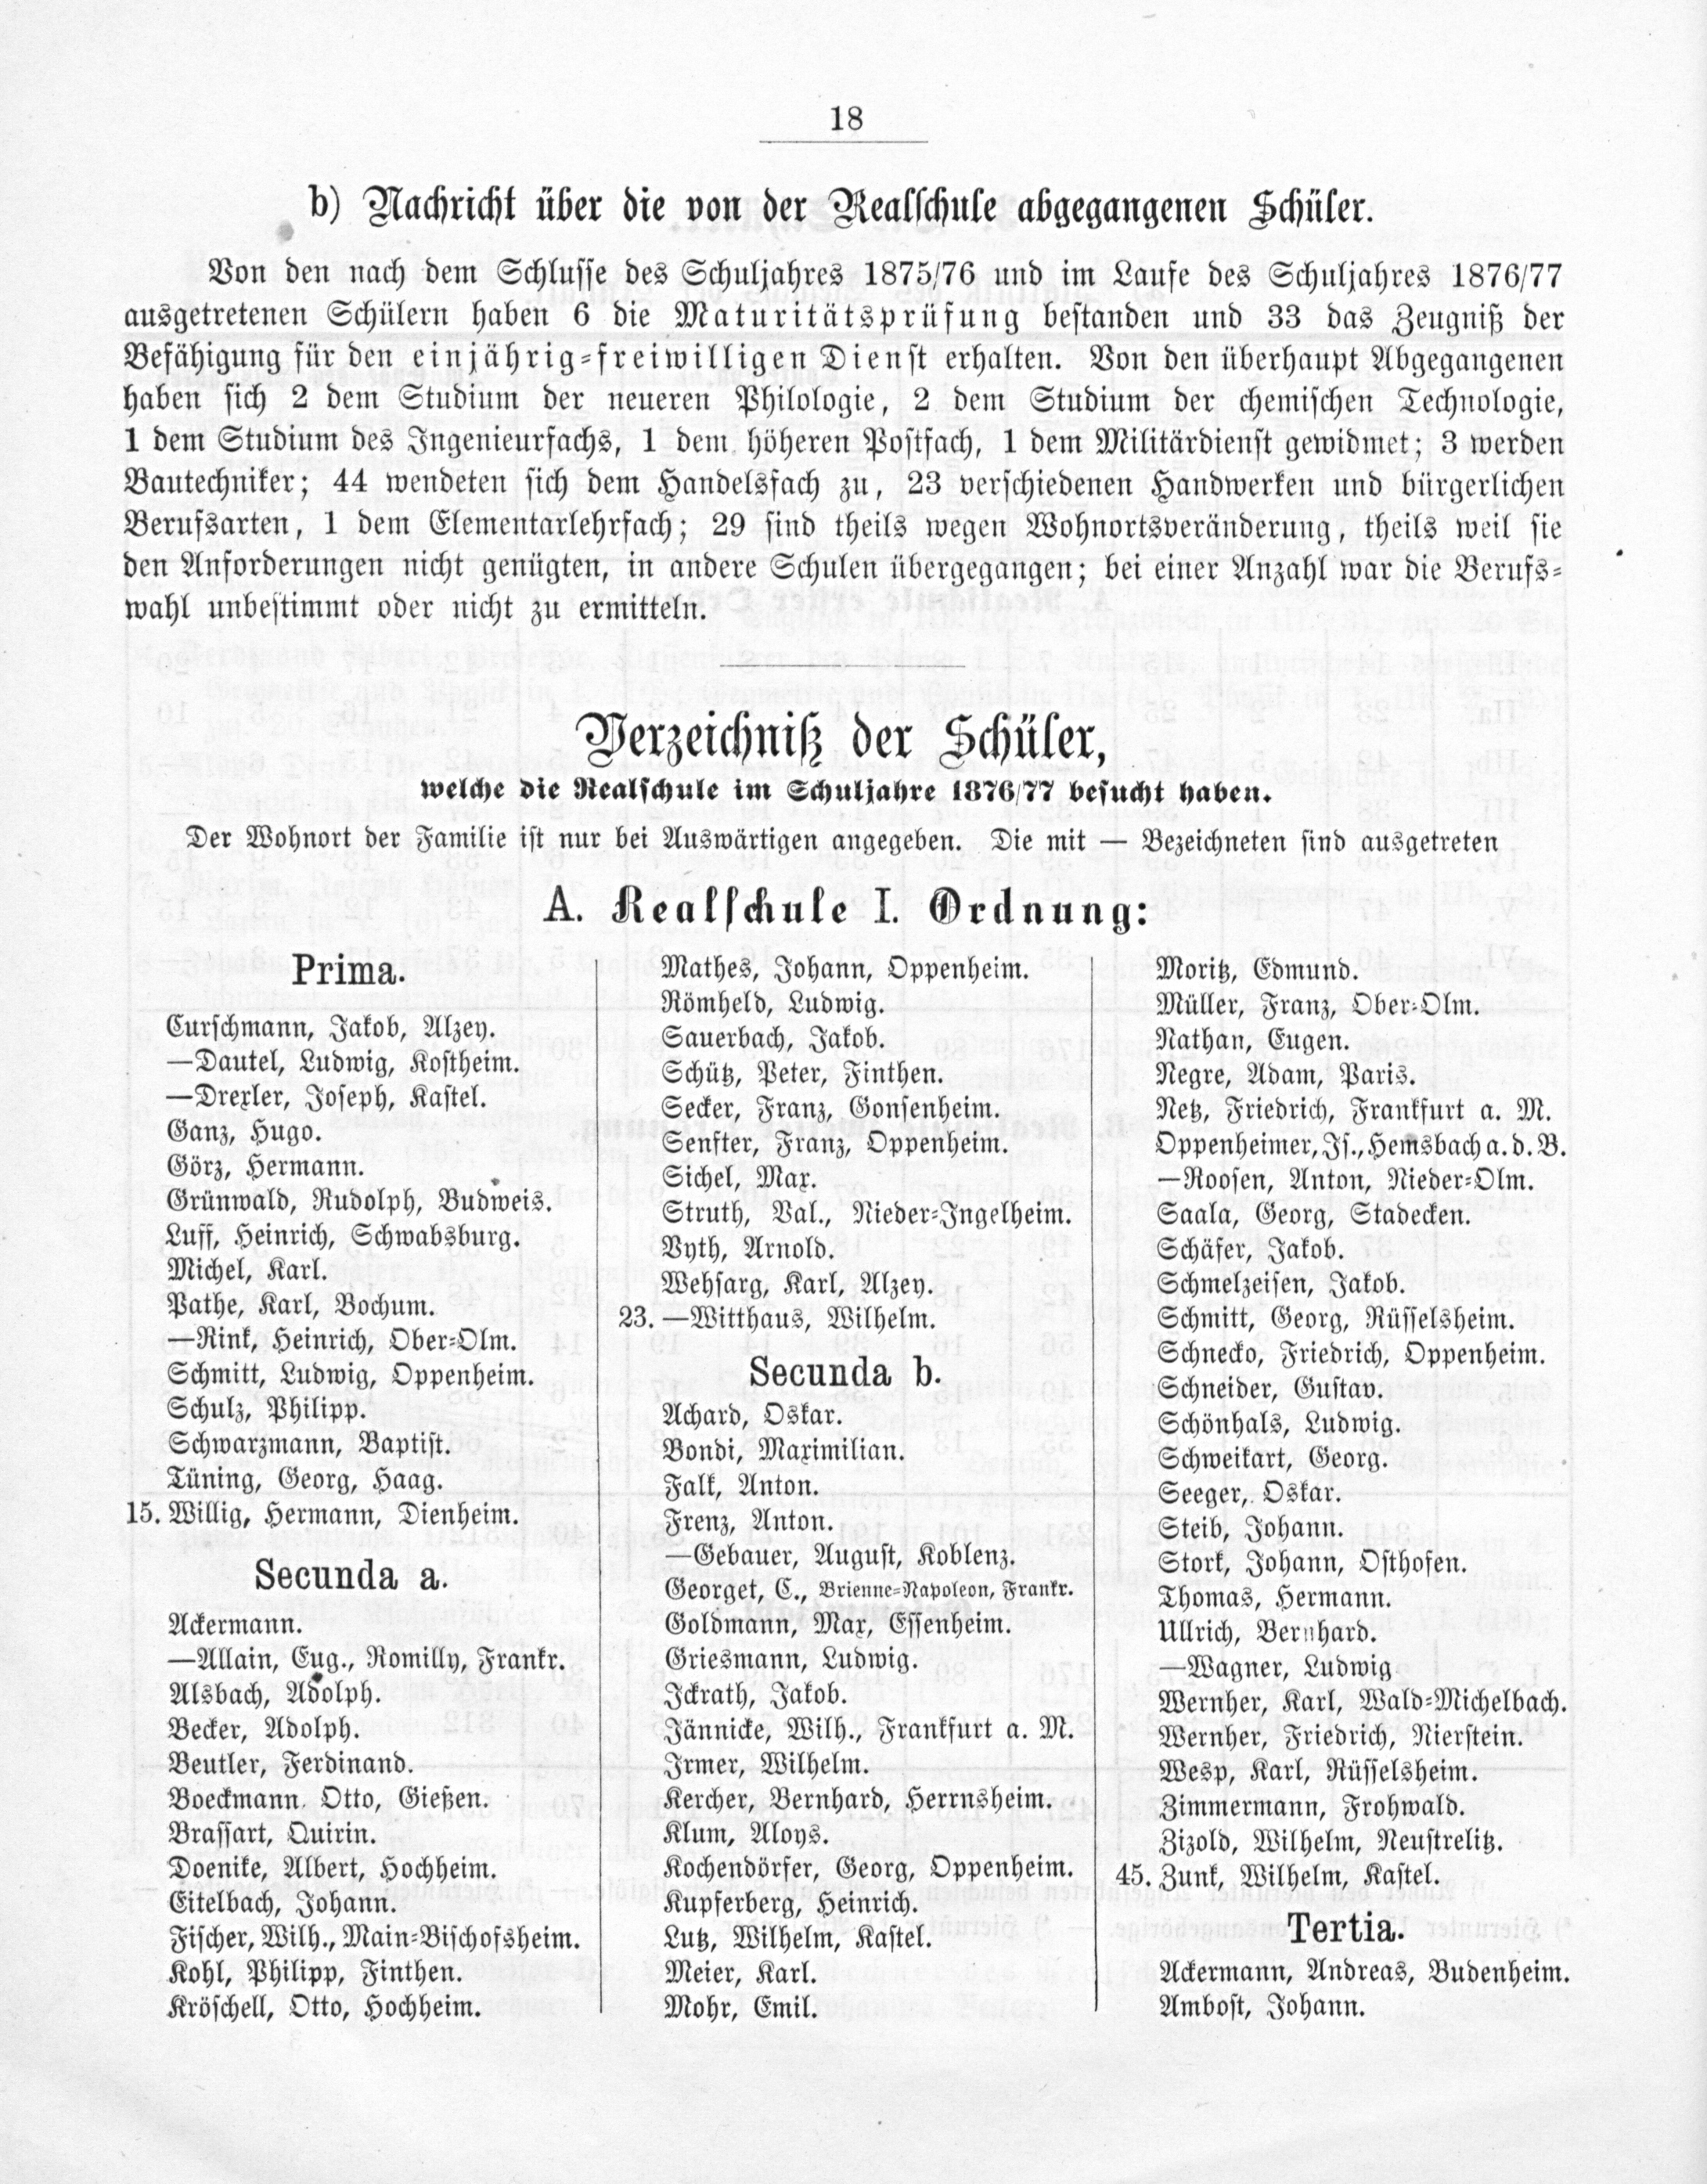 18
b) Nachricht über die von der Realschule abgegangenen Schüler.
Von den nach dem Schlusse des Schuljahres 1875/76 und im Laufe des Schuljahres 1876/77
ausgetretenen Schülern haben 6 die Maturitätsprüfung bestanden und 33 das Zeugniß der
Befähigung für den einjährig-freiwilligen Dienst erhalten. Von den überhaupt Abgegangenen
haben sich 2 dem Studium der neueren Philologie, 2 dem Studium der chemischen Technologie,
1 dem Studium des Ingenieurfachs, 1 dem höheren Postfach, 1 dem Militärdienst gewidmet; 3 werden
Bautechniker; 44 wendeten sich dem Handelsfach zu, 23 verschiedenen Handwerken und bürgerlichen
Berufsarten, 1 dem Elementarlehrfach; 29 sind theils wegen Wohnortsveränderung, theils weil sie
den Anforderungen nicht genügten, in andere Schulen übergegangen; bei einer Anzahl war die Berufs-
wahl unbestimmt oder nicht zu ermitteln.
Verzeichniß der Schüler,
welche die Realschule im Schuljahre 1876/77 besucht haben.
Der Wohnort der Familie ist nur bei Auswärtigen angegeben. Die mit — Bezeichneten sind ausgetreten
A. Realschule I. Ordnung:
Prima.
Curschmann, Jakob, Alzey.
—Dautel, Ludwig, Kostheim.
—Drexler, Joseph, Kastel.
Ganz, Hugo.
Görz, Hermann.
Grünwald, Rudolph, Budweis.
Luff, Heinrich, Schwabsburg.
Michel, Karl.
Pathe, Karl, Bochum.
—Rink, Heinrich, Ober-Olm.
Schmitt, Ludwig, Oppenheim.
Schulz, Philipp.
Schwarzmann, Baptist.
Tüning, Georg, Haag.
15. Willig, Hermann, Dienheim.
Secunda a.
Ackermann.
—Allain, Eug., Romilly, Frankr.
Alsbach, Adolph.
Becker, Adolph.
Beutler, Ferdinand.
Boeckmann, Otto, Gießen.
Brassart, Quirin.
Doenike, Albert, Hochheim.
Eitelbach, Johann.
Fischer, Wilh., Main-Bischofsheim.
Kohl, Philipp, Finthen.
Kröschell, Otto, Hochheim.
Mathes, Johann, Oppenheim.
Römheld, Ludwig.
Sauerbach, Jakob.
Schütz, Peter, Finthen.
Secker, Franz, Gonsenheim.
Senfter, Franz, Oppenheim.
Sichel, Max.
Struth, Val., Nieder-Ingelheim.
Vyth, Arnold.
Wehsarg, Karl, Alzey.
23. —Witthaus, Wilhelm.
Secunda b.
Achard, Oskar.
Bondi, Maximilian.
Falk, Anton.
Frenz, Anton.
—Gebauer, August, Koblenz.
Georget, C., Brienne-Napoleon, Frankr.
Goldmann, Max, Essenheim.
Griesmann, Ludwig.
Ickrath, Jakob.
Jännicke, Wilh., Frankfurt a. M.
Irmer, Wilhelm.
Kercher, Bernhard, Herrnsheim.
Klum, Aloys.
Kochendörfer, Georg, Oppenheim.
Kupferberg, Heinrich.
Lutz, Wilhelm, Kastel.
Meier, Karl.
Mohr, Emil.
Moritz, Edmund.
Müller, Franz, Ober-Olm.
Nathan, Eugen.
Negre, Adam, Paris.
Netz, Friedrich, Frankfurt a. M.
Oppenheimer, Is., Hemsbach a. d. B.
—Roosen, Anton, Nieder-Olm.
Saala, Georg, Stadecken.
Schäfer, Jakob.
Schmelzeisen, Jakob.
Schmitt, Georg, Rüsselsheim.
Schnecko, Friedrich, Oppenheim.
Schneider, Gustav.
Schönhals, Ludwig.
Schweikart, Georg.
Seeger, Oskar.
Steib, Johann.
Stork, Johann, Osthofen.
Thomas, Hermann.
Ullrich, Bernhard.
—Wagner, Ludwig
Wernher, Karl, Wald-Michelbach.
Wernher, Friedrich, Nierstein.
Wesp, Karl, Rüsselsheim.
Zimmermann, Frohwald.
Zizold, Wilhelm, Neustrelitz.
45. Zunk, Wilhelm, Kastel.
Tertia.
Ackermann, Andreas, Budenheim.
Ambost, Johann.